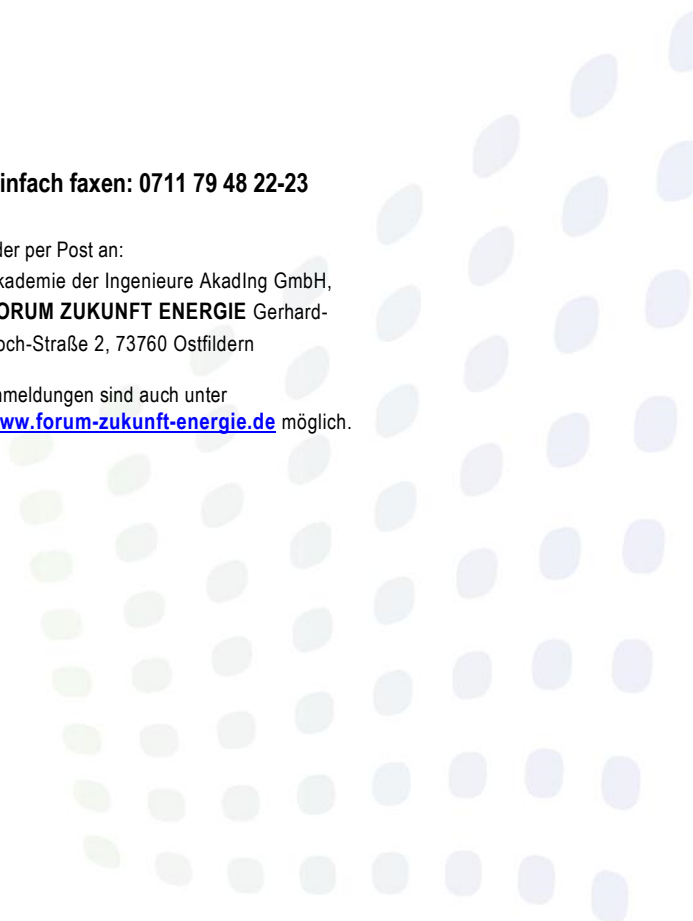 infach faxen: 0711 79 48 22-23
der per Post an:
kademie der Ingenieure AkadIng GmbH,
ORUM ZUKUNFT ENERGIE Gerhard-
och-Straße 2, 73760 Ostfildern
nmeldungen sind auch unter
ww.forum-zukunft-energie.de möglich.